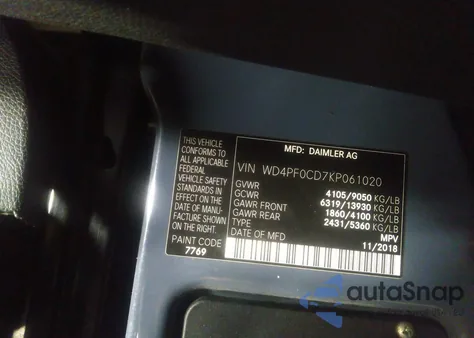 MFD: DAIMLER AG
THIS VEHICLE
CONFORMS TO
ALL APPLICABLE
FEDERAL
VEHICLE SAFETY
STANDARDS IN
EFFECT ON THE
DATE OF MANU-
FACTURE
SHOWN
PAINT CODE
7769
VIN WD4PF0CD7KP061020
GVWR 4105/9050 KG/LB
GCWR 6319/13930 KG/LB
GAWR FRONT 1860/4100 KG/LB
GAWR REAR 2431/5360 KG/LB
TYPE MPV
DATE OF MFD 11/2018
autoSnap